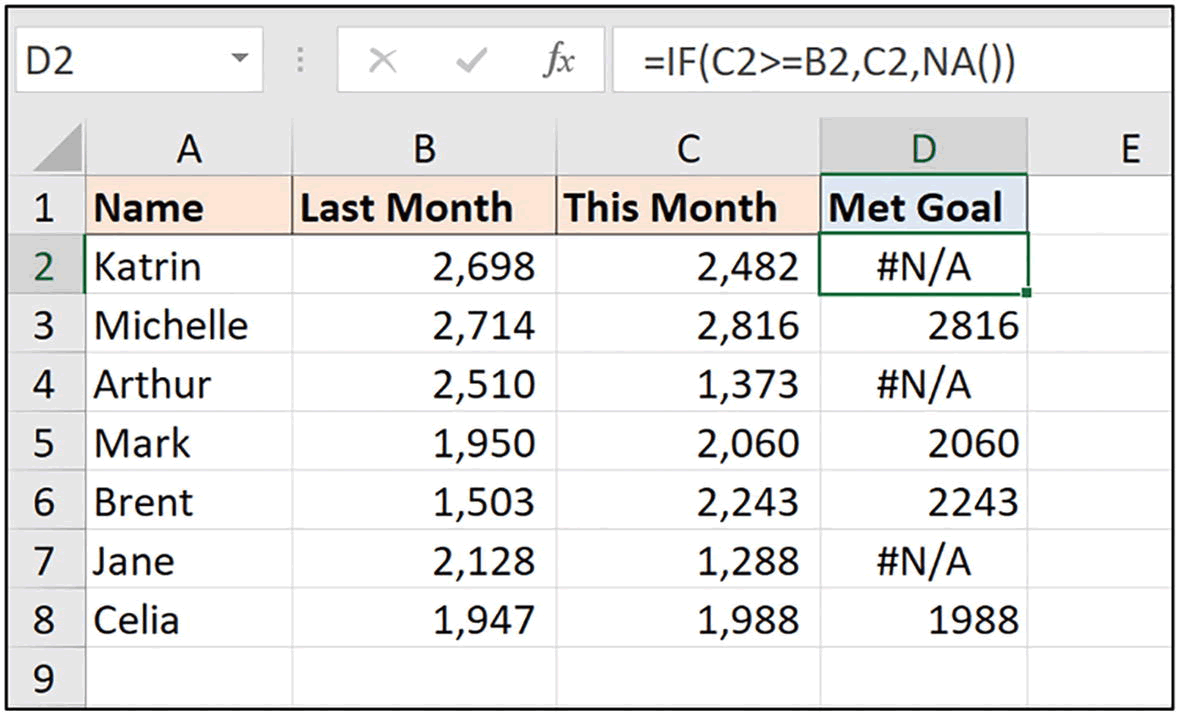 D2 fx =IF(C2>=B2,C2,NA())
A B C D E
1 Name Last Month This Month Met Goal
2 Katrin 2,698 2,482 #N/A
3 Michelle 2,714 2,816 2816
4 Arthur 2,510 1,373 #N/A
5 Mark 1,950 2,060 2060
6 Brent 1,503 2,243 2243
7 Jane 2,128 1,288 #N/A
8 Celia 1,947 1,988 1988
9